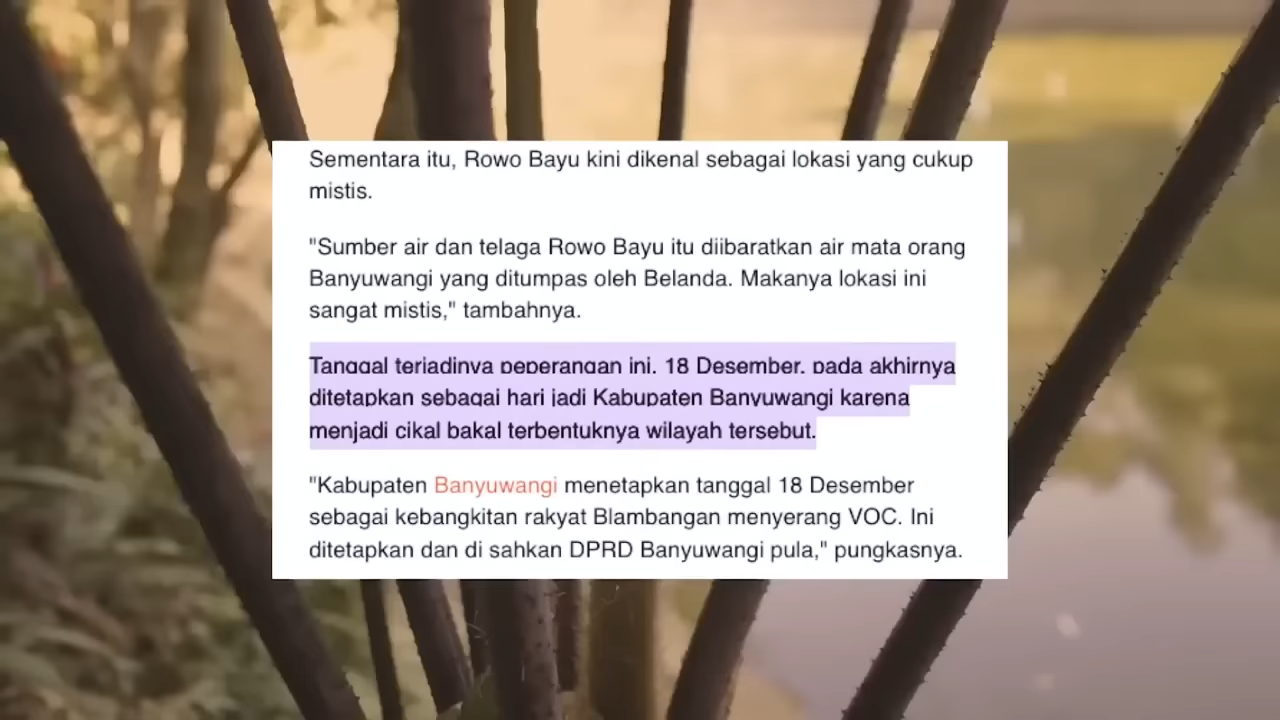 Sementara itu, Rowo Bayu kini dikenal sebagai lokasi yang cukup
mistis.
"Sumber air dan telaga Rowo Bayu itu diibaratkan air mata orang
Banyuwangi yang ditumpas oleh Belanda. Makanya lokasi ini
sangat mistis," tambahnya.
Tanggal terjadinya peperangan ini, 18 Desember, pada akhirnya
ditetapkan sebagai hari jadi Kabupaten Banyuwangi karena
menjadi cikal bakal terbentuknya wilayah tersebut.
"Kabupaten Banyuwangi menetapkan tanggal 18 Desember
sebagai kebangkitan rakyat Blambangan menyerang VOC. Ini
ditetapkan dan di sahkan DPRD Banyuwangi pula," pungkasnya.